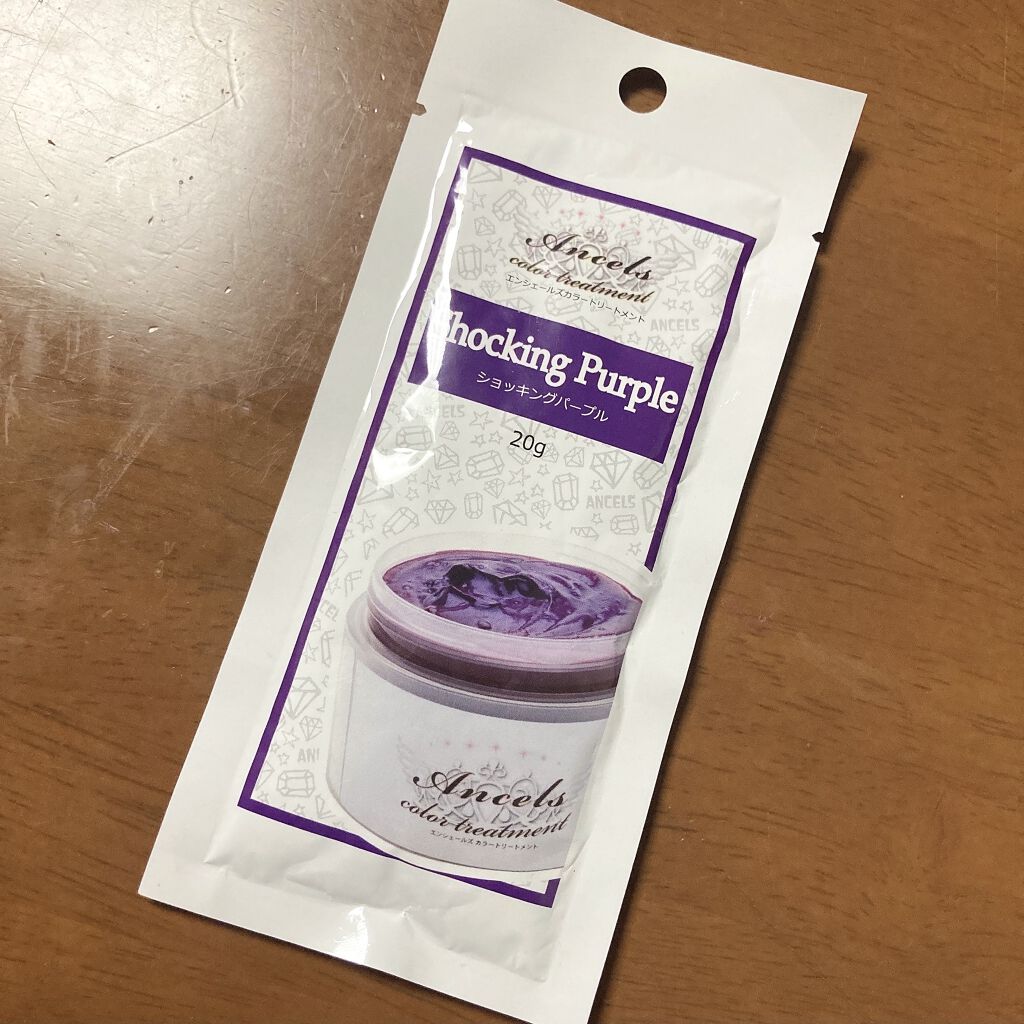 Ancels
color treatment
エンシェールズカラートリートメント
ANCELS
Shocking Purple
ショッキングパープル
20g
ANCELS
Ancels
color treatment
エンシェールズ カラートリートメント